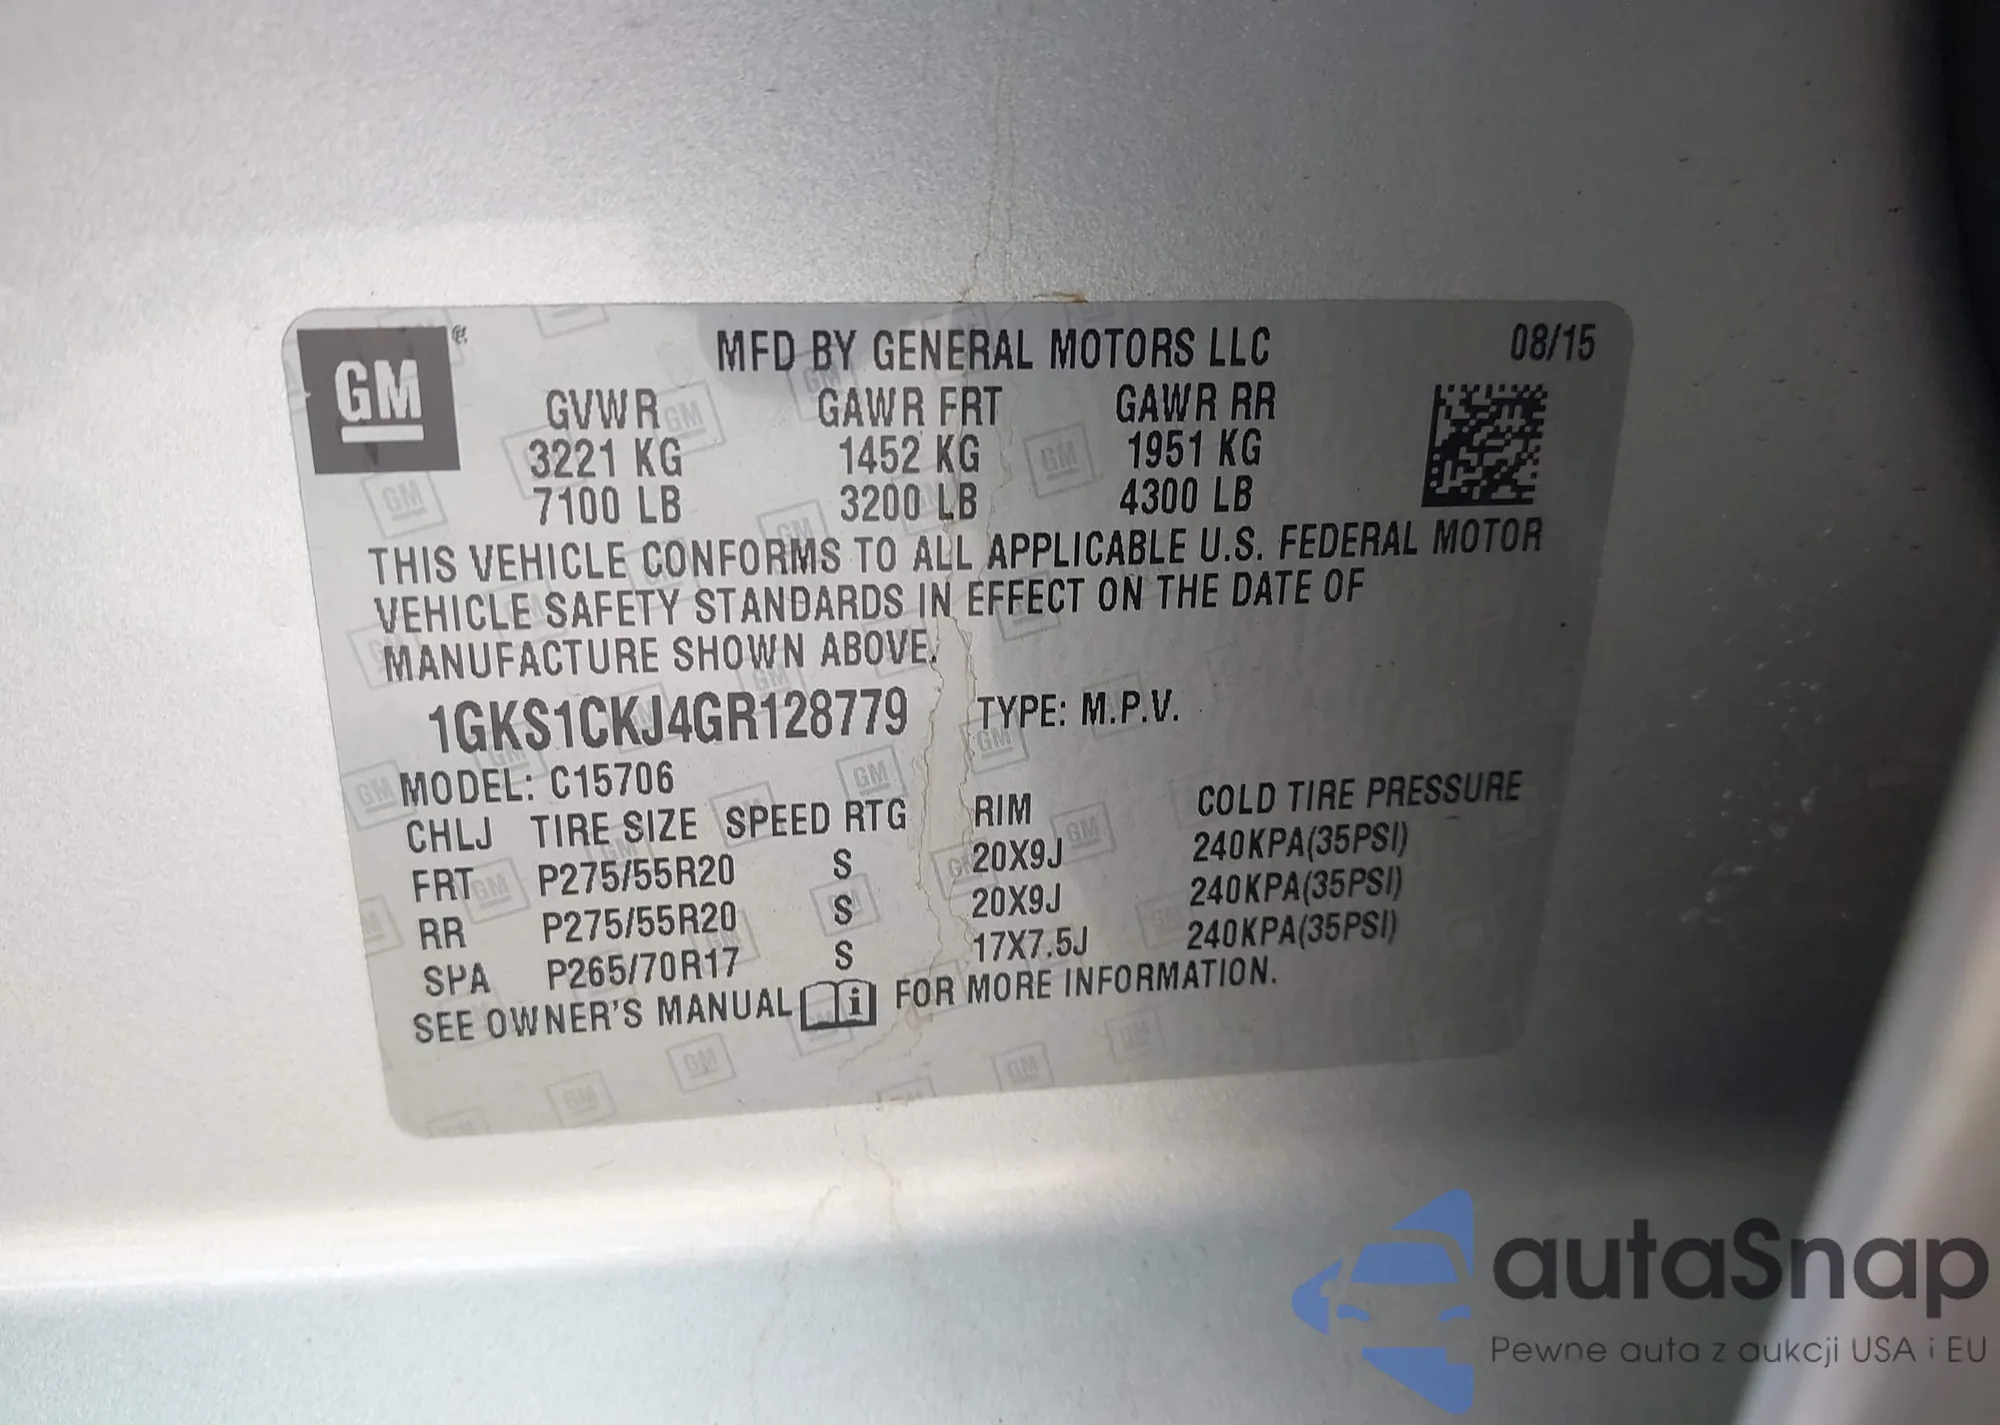 GM ®
MFD BY GENERAL MOTORS LLC 08/15
GVWR GAWR FRT GAWR RR
3221 KG 1452 KG 1951 KG
7100 LB 3200 LB 4300 LB
THIS VEHICLE CONFORMS TO ALL APPLICABLE U.S. FEDERAL MOTOR
VEHICLE SAFETY STANDARDS IN EFFECT ON THE DATE OF
MANUFACTURE SHOWN ABOVE.
1GKS1CKJ4GR128779 TYPE: M.P.V.
MODEL: C15706
CHLJ TIRE SIZE SPEED RTG RIM COLD TIRE PRESSURE
FRT P275/55R20 S 20X9J 240KPA(35PSI)
RR P275/55R20 S 20X9J 240KPA(35PSI)
SPA P265/70R17 S 17X7.5J 240KPA(35PSI)
SEE OWNER'S MANUAL i FOR MORE INFORMATION.
autaSnap
Pewne auta z aukcji USA i EU